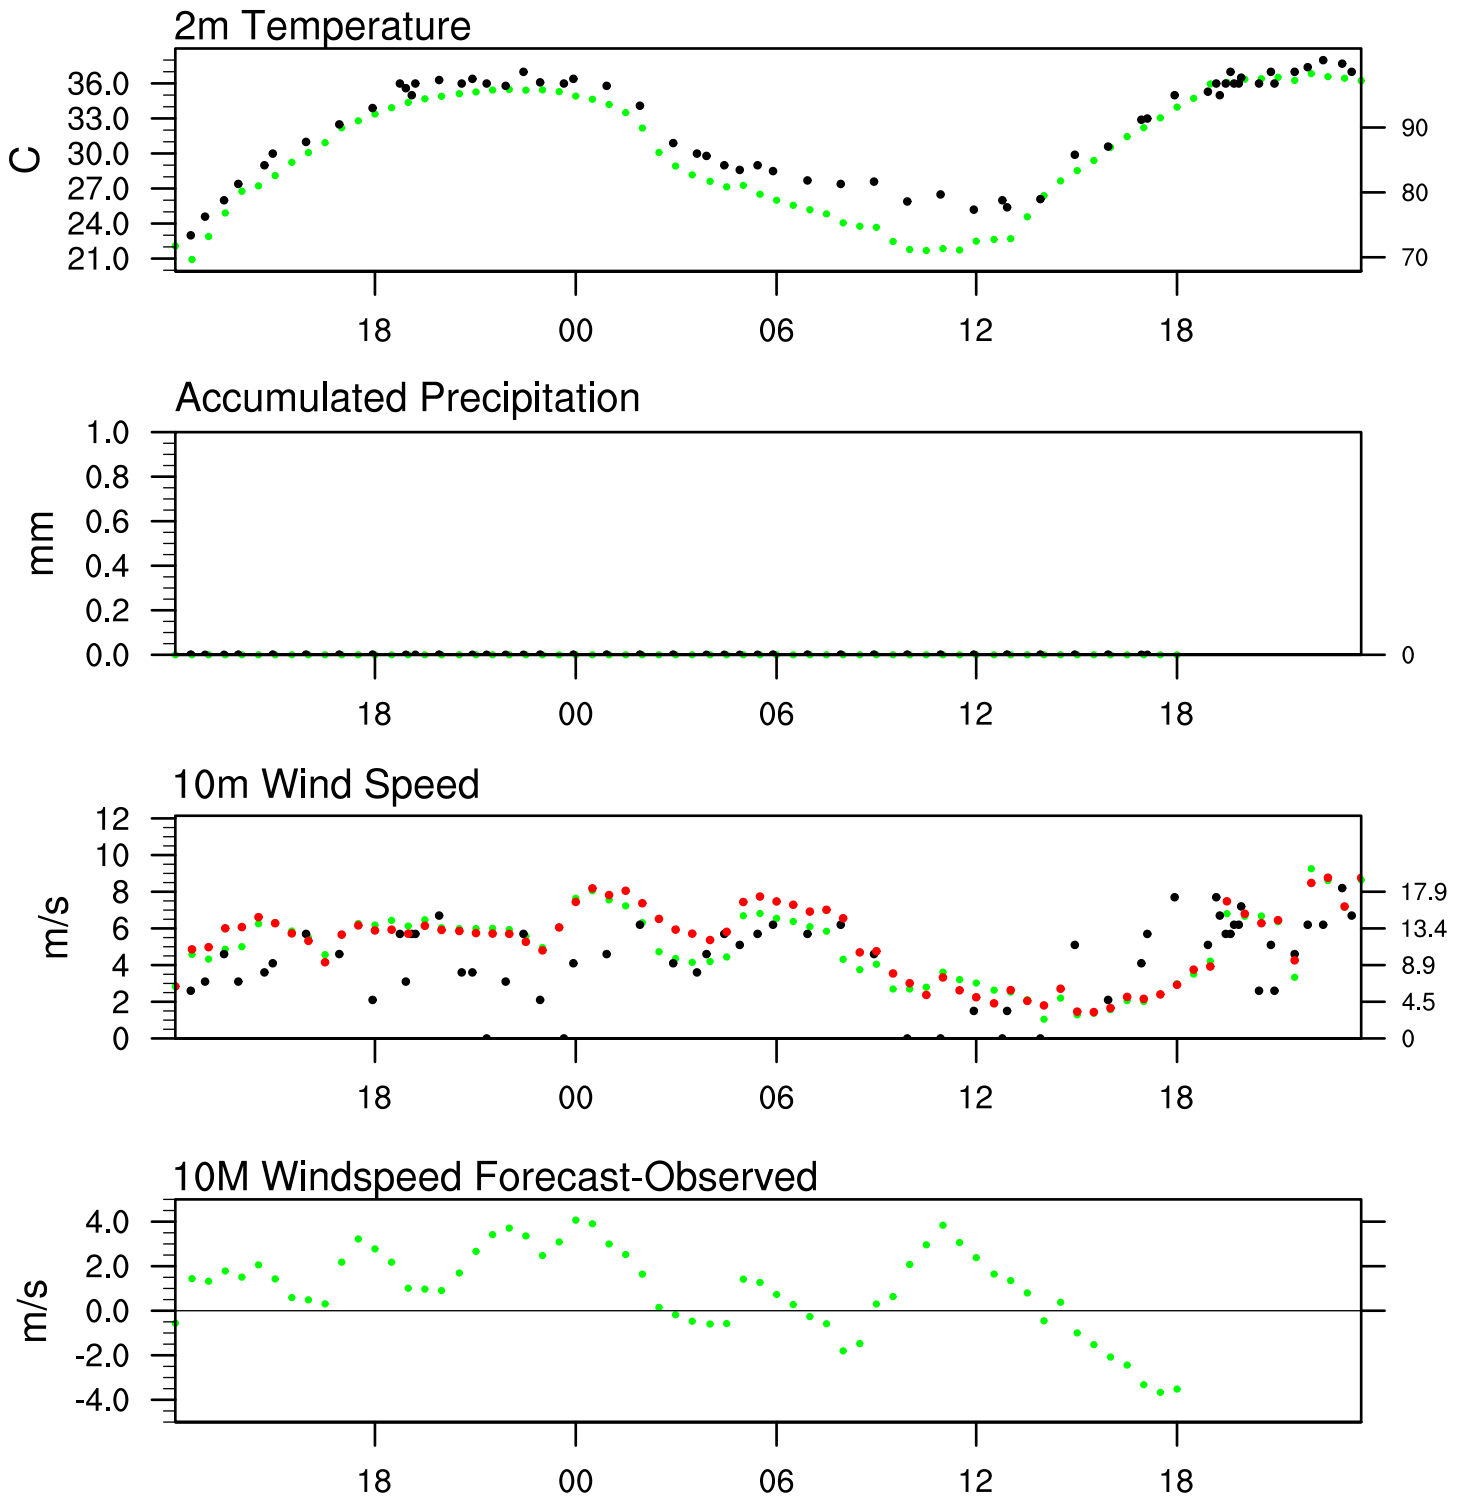 2m Temperature
C
36.0
33.0
30.0
27.0
24.0
21.0
90
80
70
18 00 06 12 18
Accumulated Precipitation
mm
1.0
0.8
0.6
0.4
0.2
0.0
0
18 00 06 12 18
10m Wind Speed
m/s
12
10
8
6
4
2
0
17.9
13.4
8.9
4.5
0
18 00 06 12 18
10M Windspeed Forecast-Observed
m/s
4.0
2.0
0.0
-2.0
-4.0
18 00 06 12 18